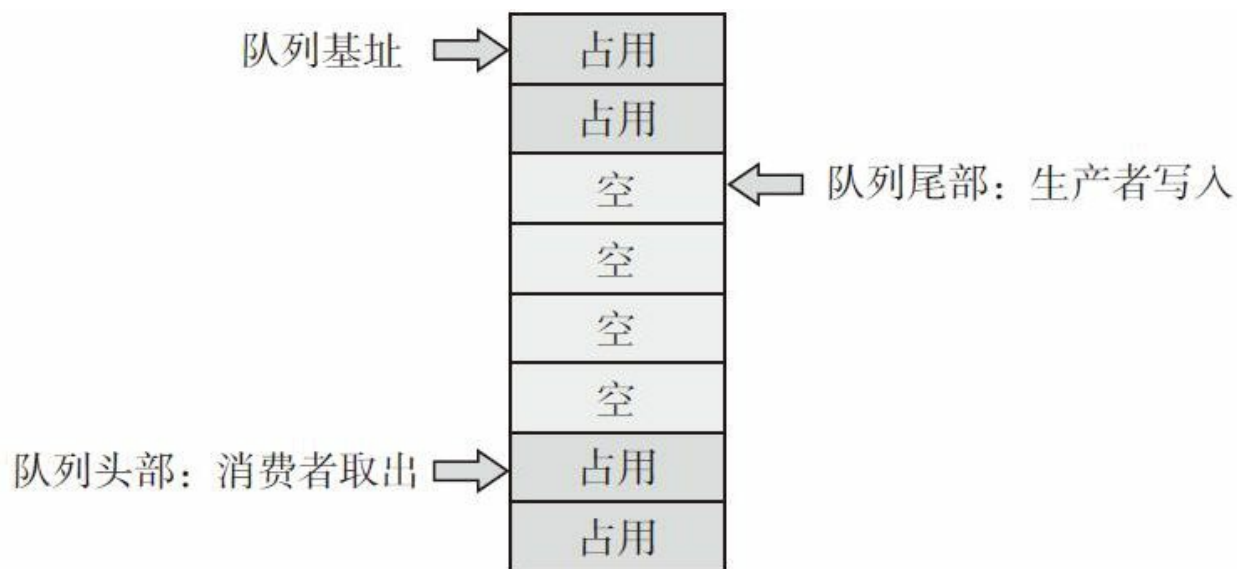 队列基址
占用
占用
空
队列尾部：生产者写入
空
空
空
队列头部：消费者取出
占用
占用